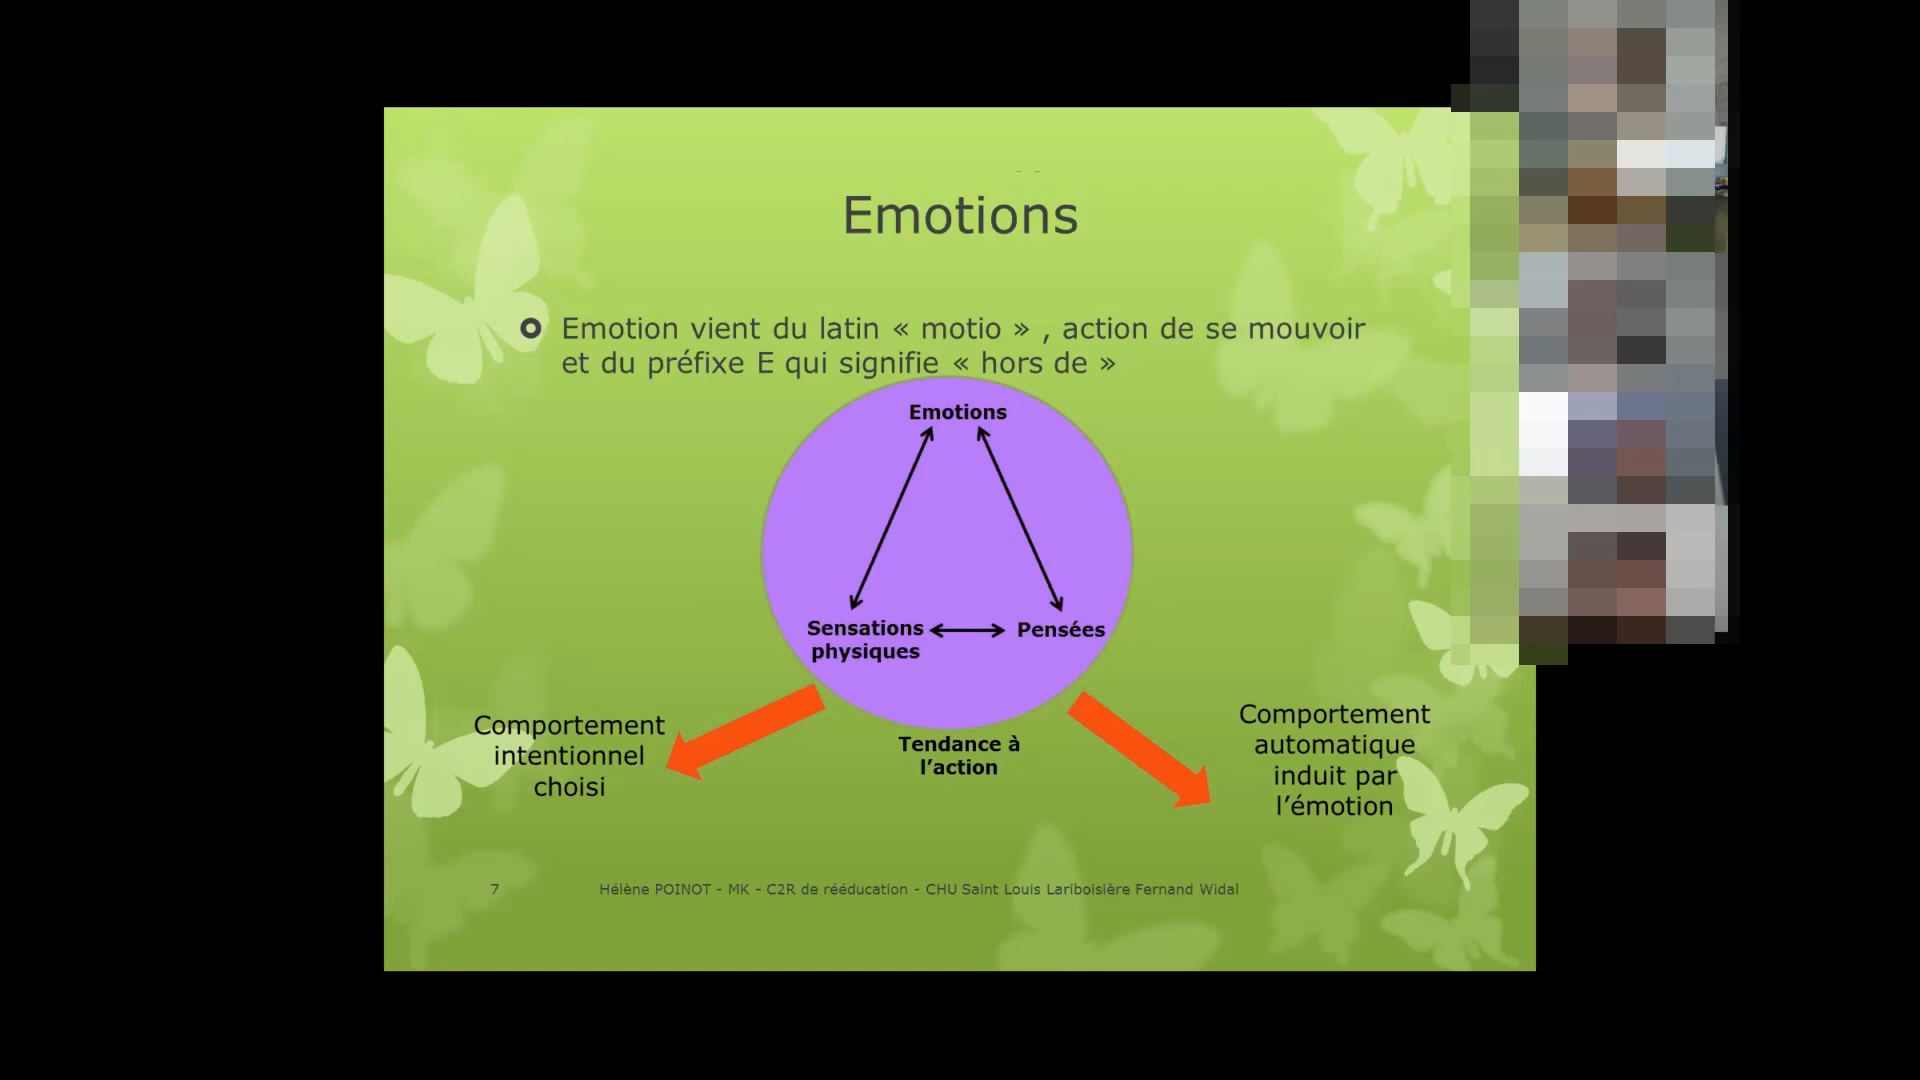 Emotions
Emotion vient du latin « motio » , action de se mouvoir
et du préfixe E qui signifie « hors de »
Emotions
Sensations
physiques
Pensées
Comportement
intentionnel
choisi
Tendance à
l’action
Comportement
automatique
induit par
l’émotion
7
Hélène POINOT - MK - C2R de rééducation - CHU Saint Louis Lariboisière Fernand Widal